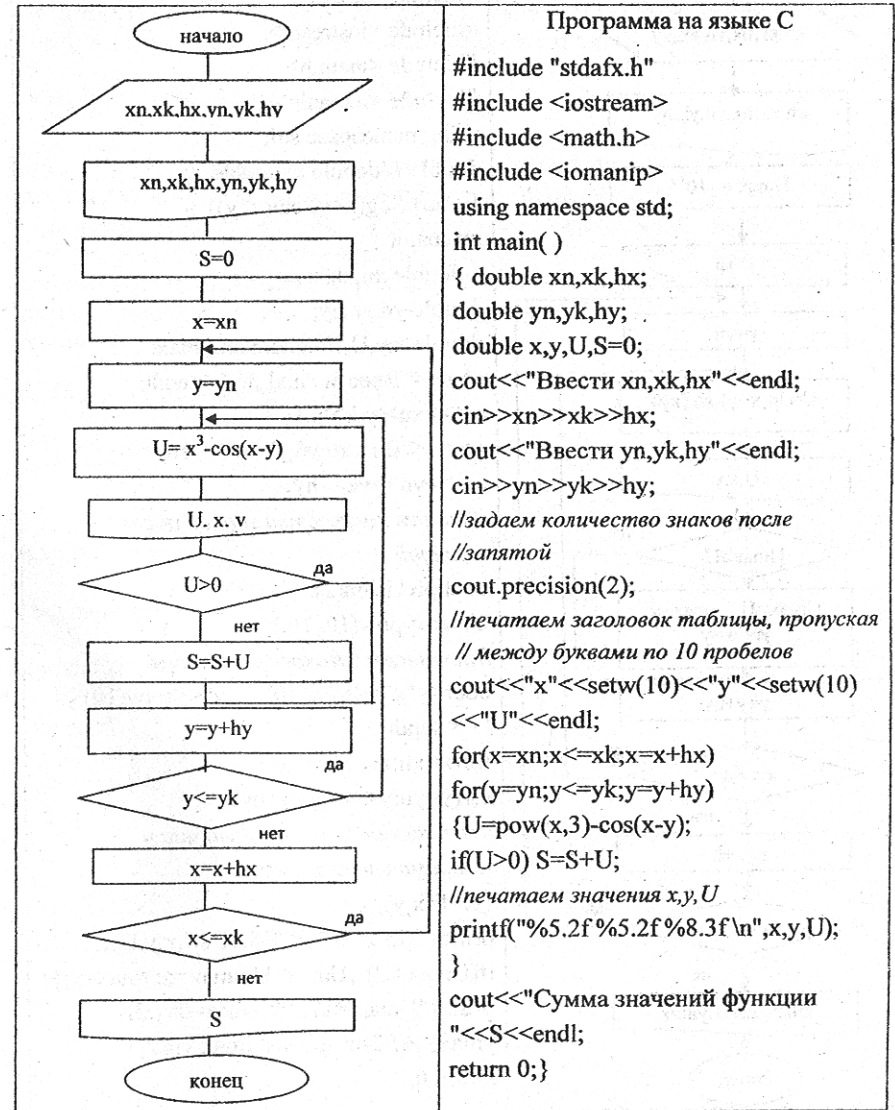 начало
xn,xk,hx,yn,yk,hy
xn,xk,hx,yn,yk,hy
S=0
x=xn
y=yn
U= x³-cos(x-y)
U. x. y
U>0
да
нет
S=S+U
y=y+hy
да
y<=yk
нет
x=x+hx
да
x<=xk
нет
S
конец
Программа на языке С
#include "stdafx.h"
#include <iostream>
#include <math.h>
#include <iomanip>
using namespace std;
int main( )
{ double xn,xk,hx;
double yn,yk,hy;
double x,y,U,S=0;
cout<<"Ввести xn,xk,hx"<<endl;
cin>>xn>>xk>>hx;
cout<<"Ввести yn,yk,hy"<<endl;
cin>>yn>>yk>>hy;
//задаем количество знаков после
//запятой
cout.precision(2);
//печатаем заголовок таблицы, пропуская
// между буквами по 10 пробелов
cout<<"x"<<setw(10)<<"y"<<setw(10)
<<"U"<<endl;
for(x=xn;x<=xk;x=x+hx)
for(y=yn;y<=yk;y=y+hy)
{U=pow(x,3)-cos(x-y);
if(U>0) S=S+U;
//печатаем значения x,y,U
printf("%5.2f %5.2f %8.3f \n",x,y,U);
}
cout<<"Сумма значений функции
"<<S<<endl;
return 0;}